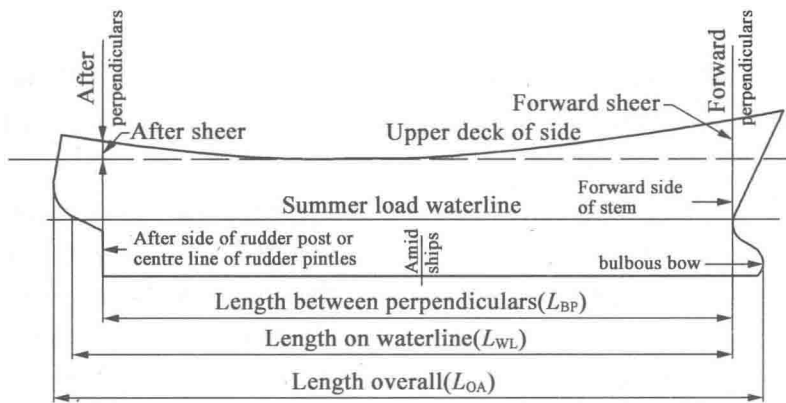 After
perpendiculars
Forward
perpendiculars
After sheer
Upper deck of side
Forward sheer
Summer load waterline
Forward side
of stem
After side of rudder post or
centre line of rudder pintles
Amid
ships
bulbous bow
Length between perpendiculars(LBP)
Length on waterline(LWL)
Length overall(LOA)